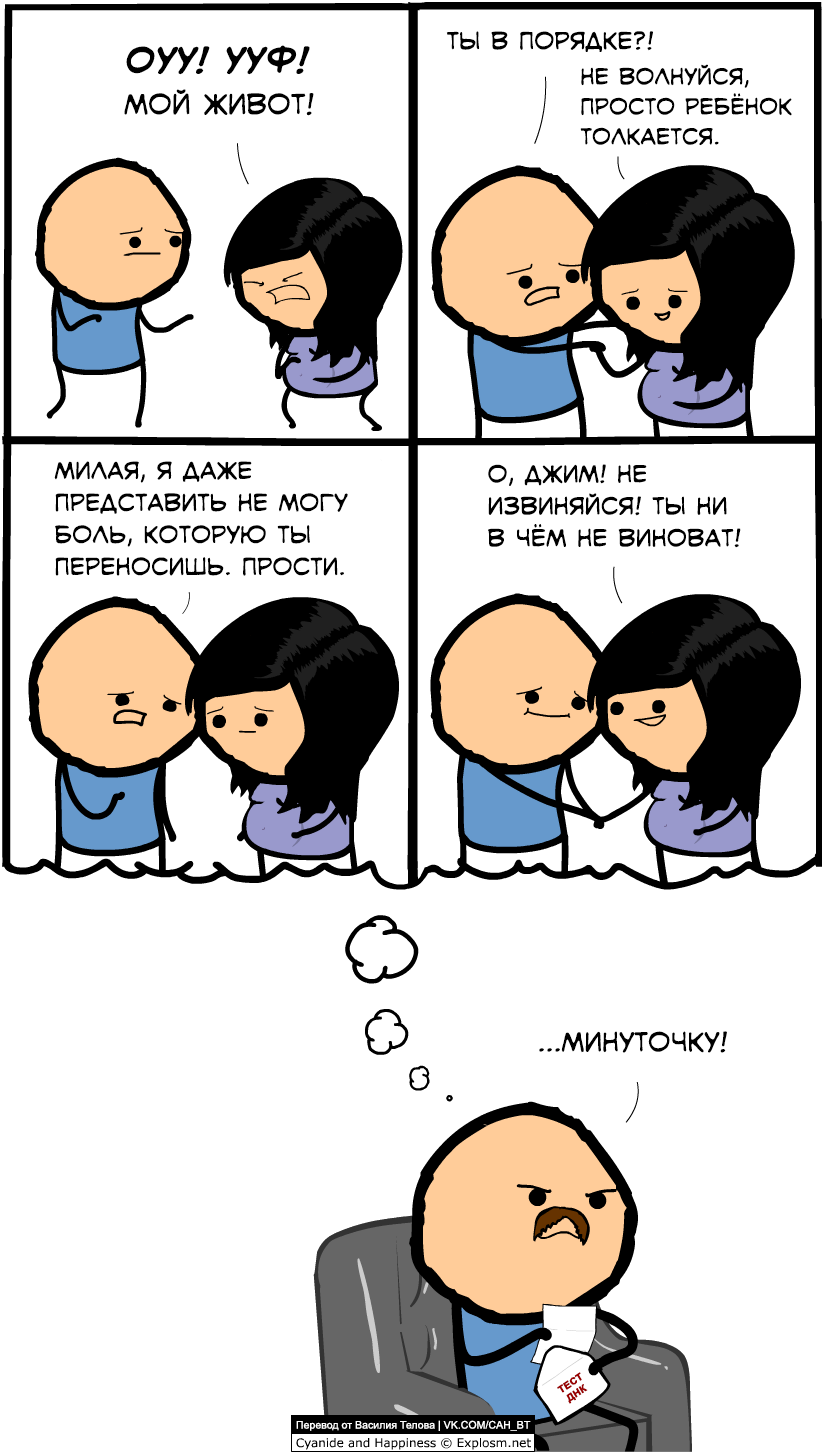 ОУУ! УУФ!
МОЙ ЖИВОТ!
ТЫ В ПОРЯДКЕ?!
НЕ ВОЛНУЙСЯ,
ПРОСТО РЕБЁНОК
ТОЛКАЕТСЯ.
МИЛАЯ, Я ДАЖЕ
ПРЕДСТАВИТЬ НЕ МОГУ
БОЛЬ, КОТОРУЮ ТЫ
ПЕРЕНОСИШЬ. ПРОСТИ.
О, ДЖИМ! НЕ
ИЗВИНЯЙСЯ! ТЫ НИ
В ЧЁМ НЕ ВИНОВАТ!
...МИНУТОЧКУ!
ТЕСТ
ДНК
Перевод от Василия Телова | VK.COM/CAH_BT
Cyanide and Happiness © Explosm.net